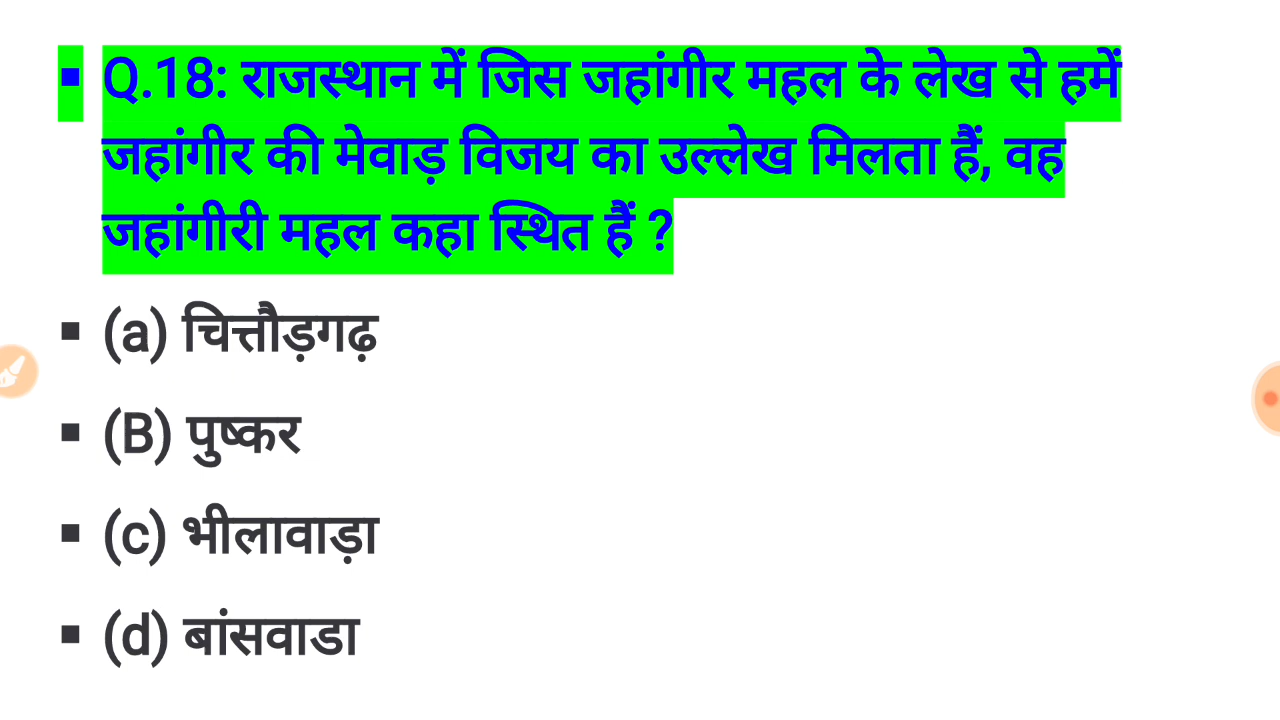 ▪ Q.18: राजस्थान में जिस जहांगीर महल के लेख से हमें
जहांगीर की मेवाड़ विजय का उल्लेख मिलता हैं, वह
जहांगीरी महल कहा स्थित हैं ?
▪ (a) चित्तौड़गढ़
▪ (B) पुष्कर
▪ (c) भीलावाड़ा
▪ (d) बांसवाडा